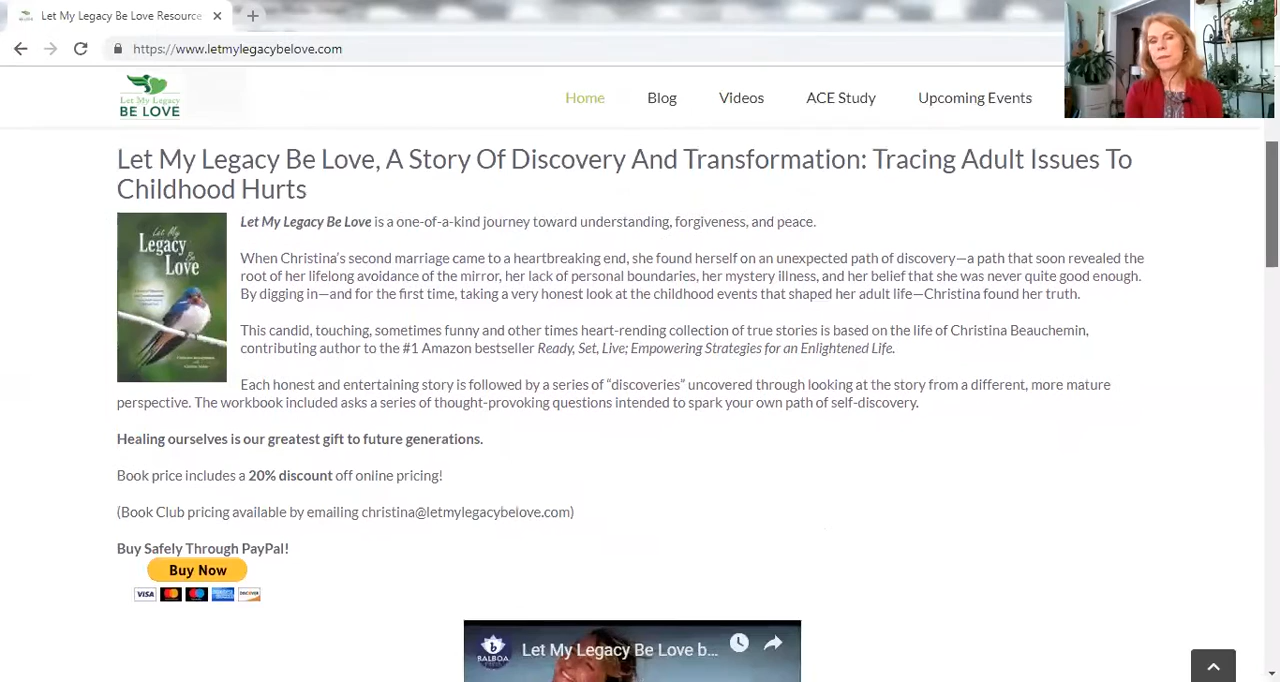 Let My Legacy Be Love Resource
https://www.letmylegacybelove.com
Let My Legacy
BE LOVE
Home Blog Videos ACE Study Upcoming Events
Let My Legacy Be Love, A Story Of Discovery And Transformation: Tracing Adult Issues To
Childhood Hurts
Let My
Legacy
Be
Love
Let My Legacy Be Love is a one-of-a-kind journey toward understanding, forgiveness, and peace.
When Christina’s second marriage came to a heartbreaking end, she found herself on an unexpected path of discovery—a path that soon revealed the
root of her lifelong avoidance of the mirror, her lack of personal boundaries, her mystery illness, and her belief that she was never quite good enough.
By digging in—and for the first time, taking a very honest look at the childhood events that shaped her adult life—Christina found her truth.
This candid, touching, sometimes funny and other times heart-rending collection of true stories is based on the life of Christina Beauchemin,
contributing author to the #1 Amazon bestseller Ready, Set, Live; Empowering Strategies for an Enlightened Life.
Each honest and entertaining story is followed by a series of “discoveries” uncovered through looking at the story from a different, more mature
perspective. The workbook included asks a series of thought-provoking questions intended to spark your own path of self-discovery.
Healing ourselves is our greatest gift to future generations.
Book price includes a 20% discount off online pricing!
(Book Club pricing available by emailing christina@letmylegacybelove.com)
Buy Safely Through PayPal!
Buy Now
VISA
BALBOA
Let My Legacy Be Love b...